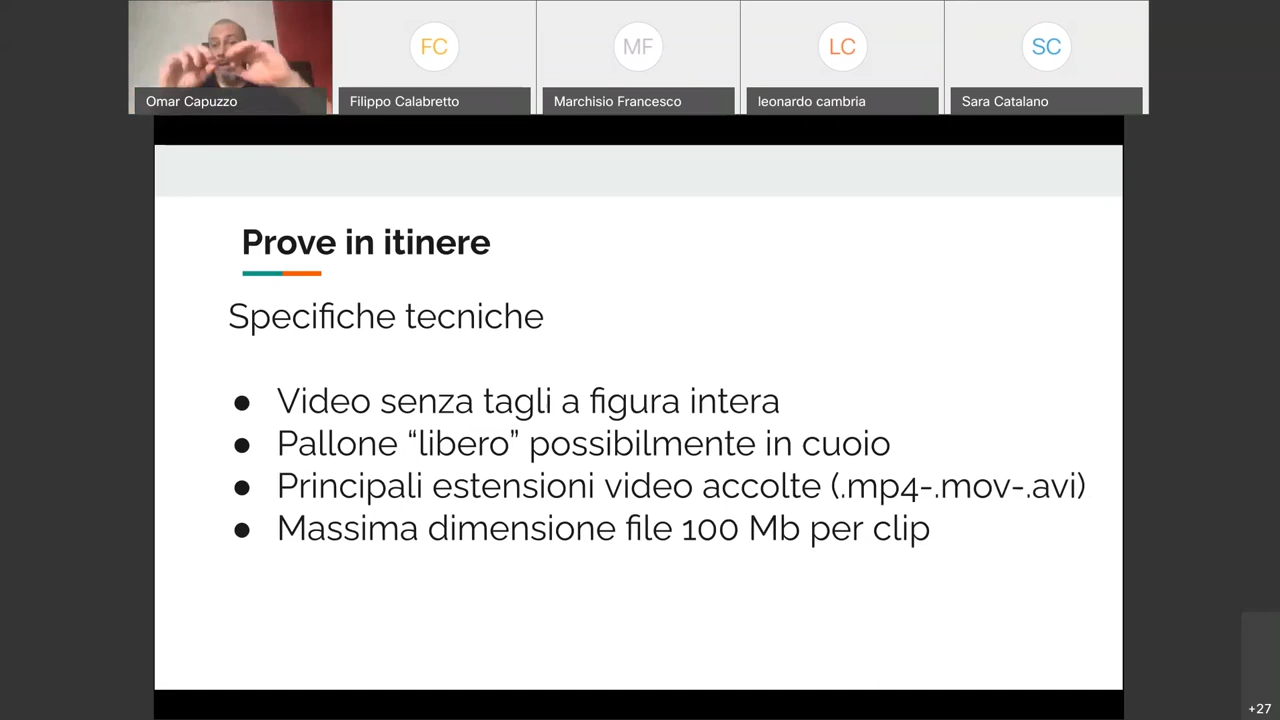 FC
MF
LC
SC
Omar Capuzzo
Filippo Calabretto
Marchisio Francesco
leonardo cambria
Sara Catalano
Prove in itinere
Specifiche tecniche
● Video senza tagli a figura intera
● Pallone “libero” possibilmente in cuoio
● Principali estensioni video accolte (.mp4-.mov-.avi)
● Massima dimensione file 100 Mb per clip
+27